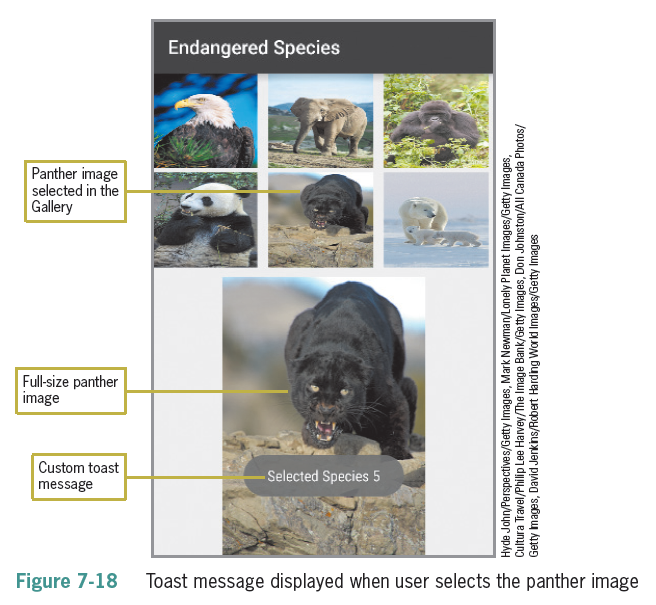 Endangered Species
Panther image
selected in the
Gallery
Full-size panther
image
Custom toast
message
Selected Species 5
Hyde John/Perspectives/Getty Images, Mark Newman/Lonely Planet Images/Getty Images,
Cultura Travel/Philip Lee Harvey/The Image Bank/Getty Images, Don Johnston/All Canada Photos/
Getty Images, David Jenkins/Robert Harding World Images/Getty Images
Figure 7-18 Toast message displayed when user selects the panther image